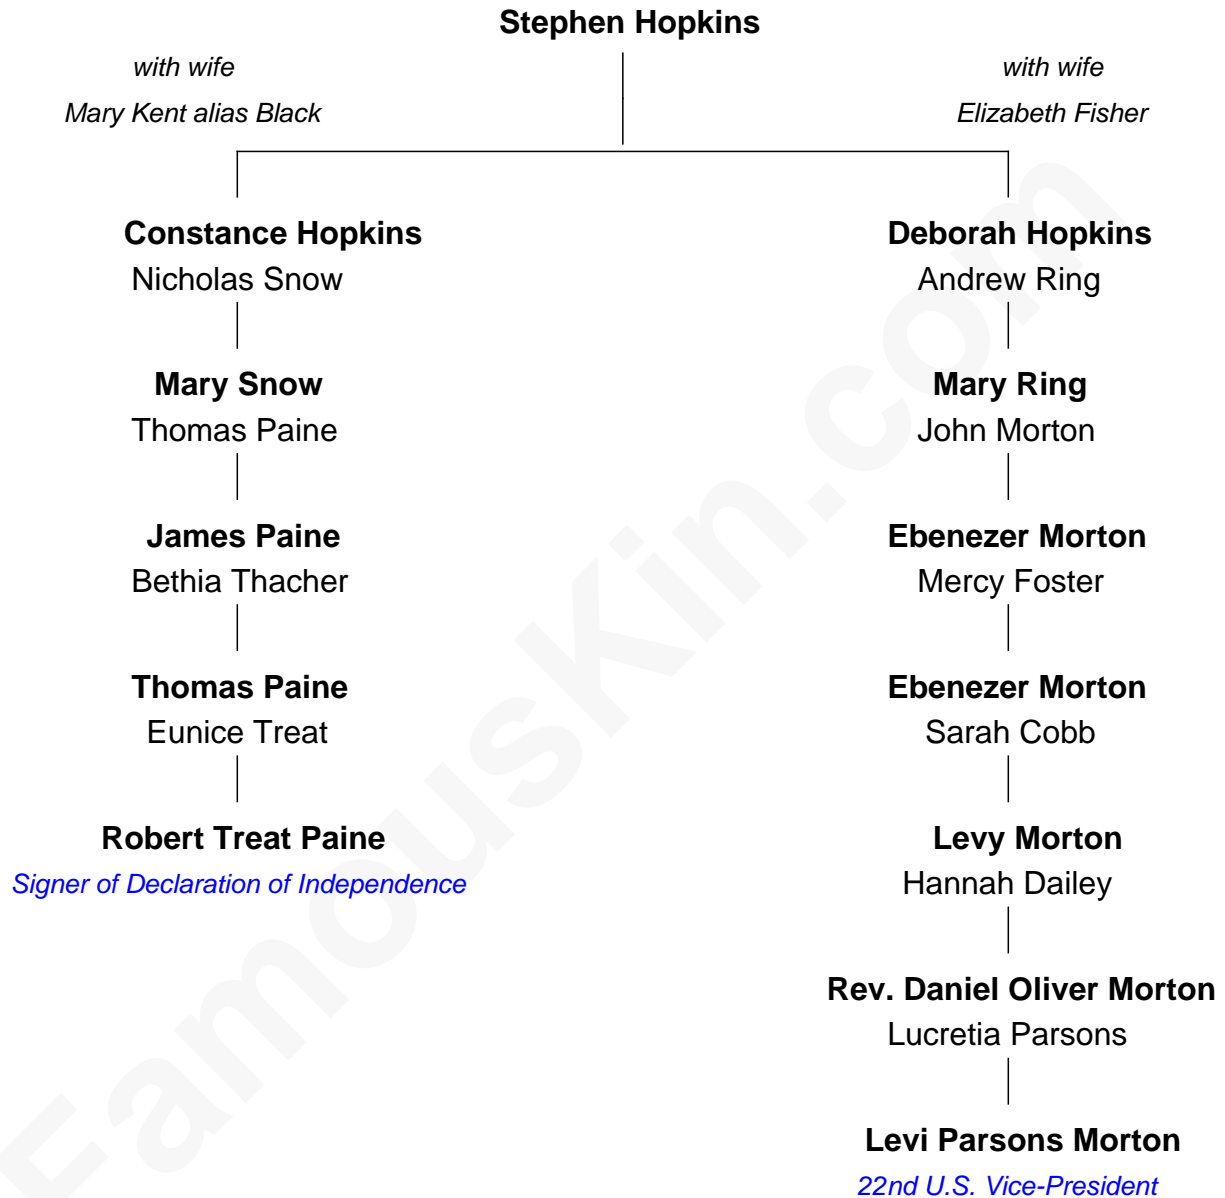 Stephen Hopkins
with wife
Mary Kent alias Black
with wife
Elizabeth Fisher
Constance Hopkins
Nicholas Snow
Mary Snow
Thomas Paine
James Paine
Bethia Thacher
Thomas Paine
Eunice Treat
Robert Treat Paine
Signer of Declaration of Independence
Deborah Hopkins
Andrew Ring
Mary Ring
John Morton
Ebenezer Morton
Mercy Foster
Ebenezer Morton
Sarah Cobb
Levy Morton
Hannah Dailey
Rev. Daniel Oliver Morton
Lucretia Parsons
Levi Parsons Morton
22nd U.S. Vice-President
FamousKin.com